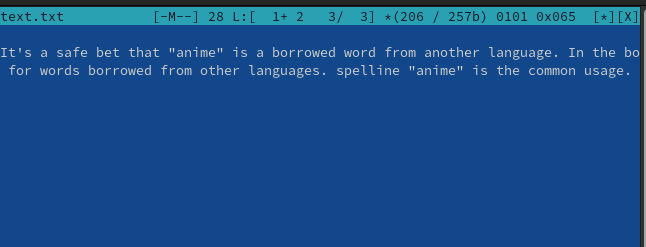 text.txt [-M--] 28 L:[ 1+ 2 3/ 3] *(206 / 257b) 0101 0x065 [*][X]
It's a safe bet that "anime" is a borrowed word from another language. In the bo
for words borrowed from other languages. spelline "anime" is the common usage.